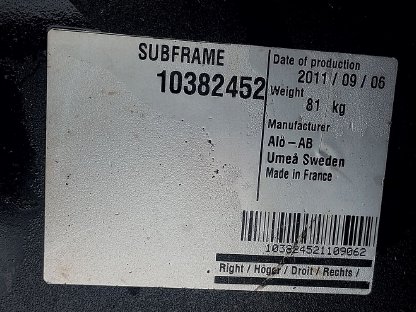 SUBFRAME
10382452
Date of production
2011/09/06
Weight
81 kg
Manufacturer
Alö-AB
Umeå Sweden
Made in France
103824521109062
Right / Höger / Droit / Rechts /